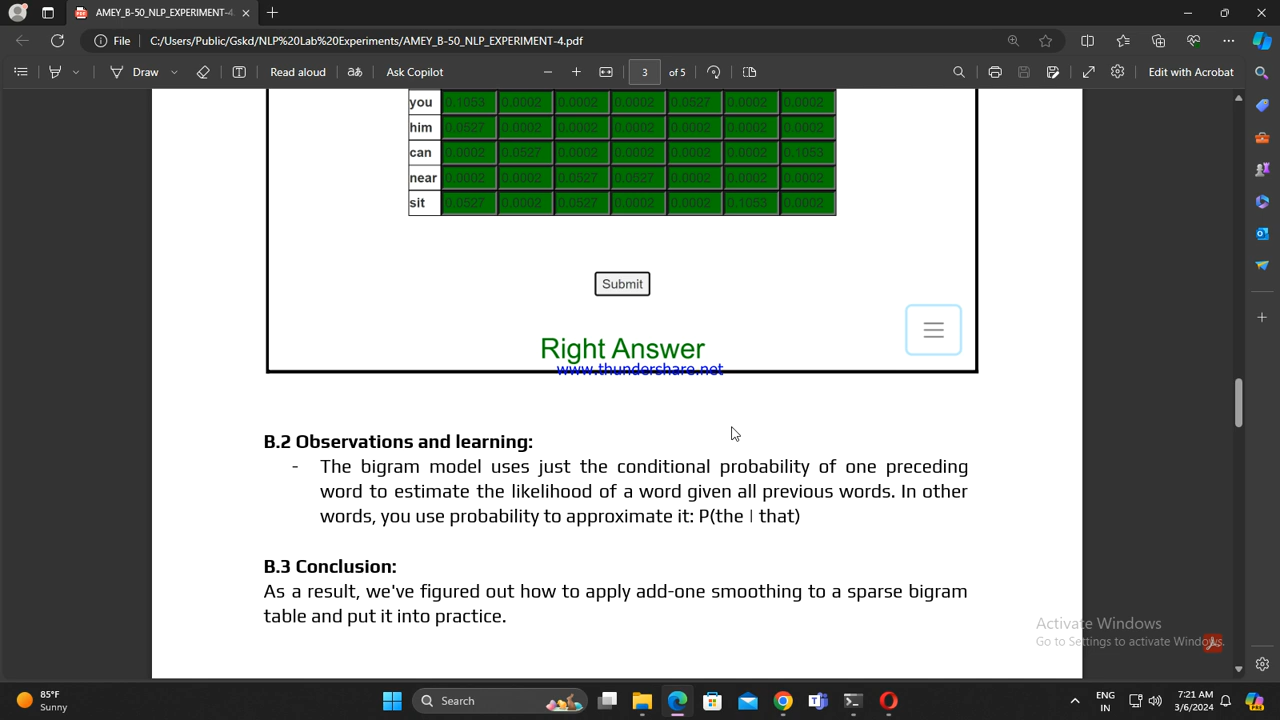 AMEY_B-50_NLP_EXPERIMENT-4.
File C:/Users/Public/Gskd/NLP%20Lab%20Experiments/AMEY_B-50_NLP_EXPERIMENT-4.pdf
Draw Read aloud aあ Ask Copilot 3 of 5 Edit with Acrobat
you 0.1053 0.0002 0.0002 0.0002 0.0527 0.0002 0.0002
him 0.0527 0.0002 0.0002 0.0002 0.0002 0.0002 0.0002
can 0.0002 0.0527 0.0002 0.0002 0.0002 0.0002 0.1053
near 0.0002 0.0002 0.0527 0.0527 0.0002 0.0002 0.0002
sit 0.0527 0.0002 0.0527 0.0002 0.0002 0.1053 0.0002
Submit
Right Answer
www.thundershare.net
B.2 Observations and learning:
- The bigram model uses just the conditional probability of one preceding
word to estimate the likelihood of a word given all previous words. In other
words, you use probability to approximate it: P(the | that)
B.3 Conclusion:
As a result, we've figured out how to apply add-one smoothing to a sparse bigram
table and put it into practice.
Activate Windows
Go to Settings to activate Windows.
85°F
Sunny
Search
ENG
IN
7:21 AM
3/6/2024